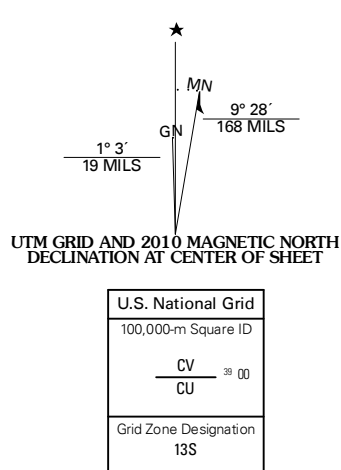 ★
MN
GN
9° 28´
168 MILS
1° 3´
19 MILS
UTM GRID AND 2010 MAGNETIC NORTH
DECLINATION AT CENTER OF SHEET
U.S. National Grid
100,000-m Square ID
CV
39 00
CU
Grid Zone Designation
13S